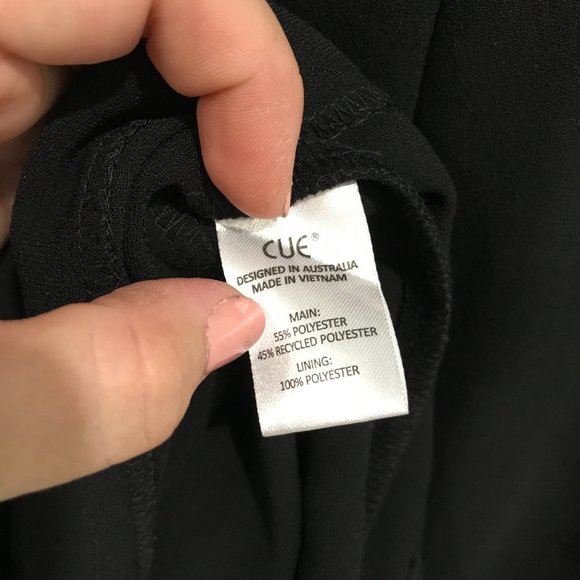 CUE®
DESIGNED IN AUSTRALIA
MADE IN VIETNAM
MAIN:
55% POLYESTER
45% RECYCLED POLYESTER
LINING:
100% POLYESTER